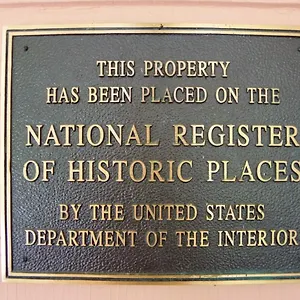 THIS PROPERTY
HAS BEEN PLACED ON THE
NATIONAL REGISTER
OF HISTORIC PLACES
BY THE UNITED STATES
DEPARTMENT OF THE INTERIOR